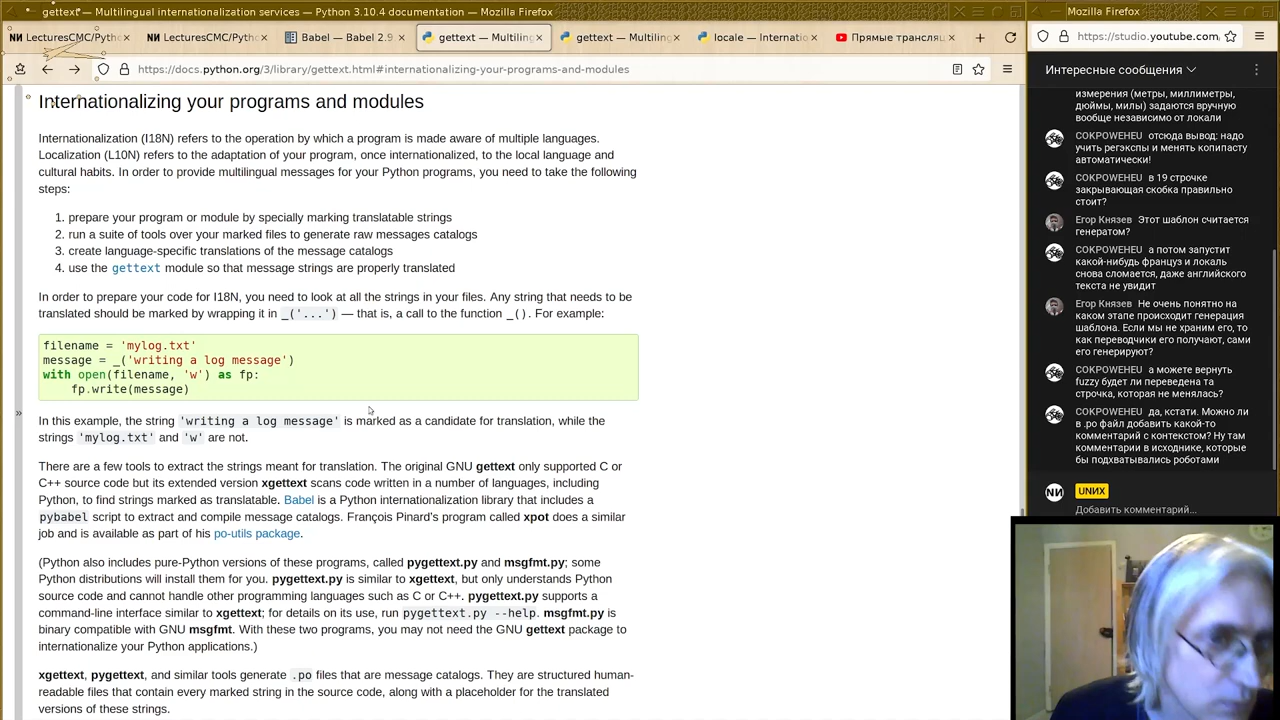 gettext — Multilingual internationalization services — Python 3.10.4 documentation — Mozilla Firefox
Mozilla Firefox
LecturesCMC/Python
LecturesCMC/Python
Babel — Babel 2.9
gettext — Multiling
gettext — Multiling
locale — Internatio
Прямые трансляц
https://docs.python.org/3/library/gettext.html#internationalizing-your-programs-and-modules
https://studio.youtube.com
Internationalizing your programs and modules
Internationalization (I18N) refers to the operation by which a program is made aware of multiple languages.
Localization (L10N) refers to the adaptation of your program, once internationalized, to the local language and
cultural habits. In order to provide multilingual messages for your Python programs, you need to take the following
steps:
1. prepare your program or module by specially marking translatable strings
2. run a suite of tools over your marked files to generate raw messages catalogs
3. create language-specific translations of the message catalogs
4. use the gettext module so that message strings are properly translated
In order to prepare your code for I18N, you need to look at all the strings in your files. Any string that needs to be
translated should be marked by wrapping it in _('...') — that is, a call to the function _(). For example:
filename = 'mylog.txt'
message = _('writing a log message')
with open(filename, 'w') as fp:
    fp.write(message)
In this example, the string 'writing a log message' is marked as a candidate for translation, while the
strings 'mylog.txt' and 'w' are not.
There are a few tools to extract the strings meant for translation. The original GNU gettext only supported C or
C++ source code but its extended version xgettext scans code written in a number of languages, including
Python, to find strings marked as translatable. Babel is a Python internationalization library that includes a
pybabel script to extract and compile message catalogs. François Pinard's program called xpot does a similar
job and is available as part of his po-utils package.
(Python also includes pure-Python versions of these programs, called pygettext.py and msgfmt.py; some
Python distributions will install them for you. pygettext.py is similar to xgettext, but only understands Python
source code and cannot handle other programming languages such as C or C++. pygettext.py supports a
command-line interface similar to xgettext; for details on its use, run pygettext.py --help. msgfmt.py is
binary compatible with GNU msgfmt. With these two programs, you may not need the GNU gettext package to
internationalize your Python applications.)
xgettext, pygettext, and similar tools generate .po files that are message catalogs. They are structured human-
readable files that contain every marked string in the source code, along with a placeholder for the translated
versions of these strings.
Интересные сообщения
измерения (метры, миллиметры,
дюймы, милы) задаются вручную
вообще независимо от локали
COKPOWEHEU отсюда вывод: надо
учить регэкспы и менять копипасту
автоматически!
COKPOWEHEU в 19 строчке
закрывающая скобка правильно
стоит?
Егор Князев Этот шаблон считается
генератом?
COKPOWEHEU а потом запустит
какой-нибудь француз и локаль
снова сломается, даже английского
текста не увидит
Егор Князев Не очень понятно на
каком этапе происходит генерация
шаблона. Если мы не храним его, то
как переводчики его получают, сами
его генерируют?
COKPOWEHEU а можете вернуть
fuzzy будет ли переведена та
строчка, которая не менялась?
COKPOWEHEU да, кстати. Можно ли
в .po файл добавить какой-то
комментарий с контекстом? Ну там
комментарии в исходнике, которые
бы подхватывались роботами
UNИX
Добавить комментарий...